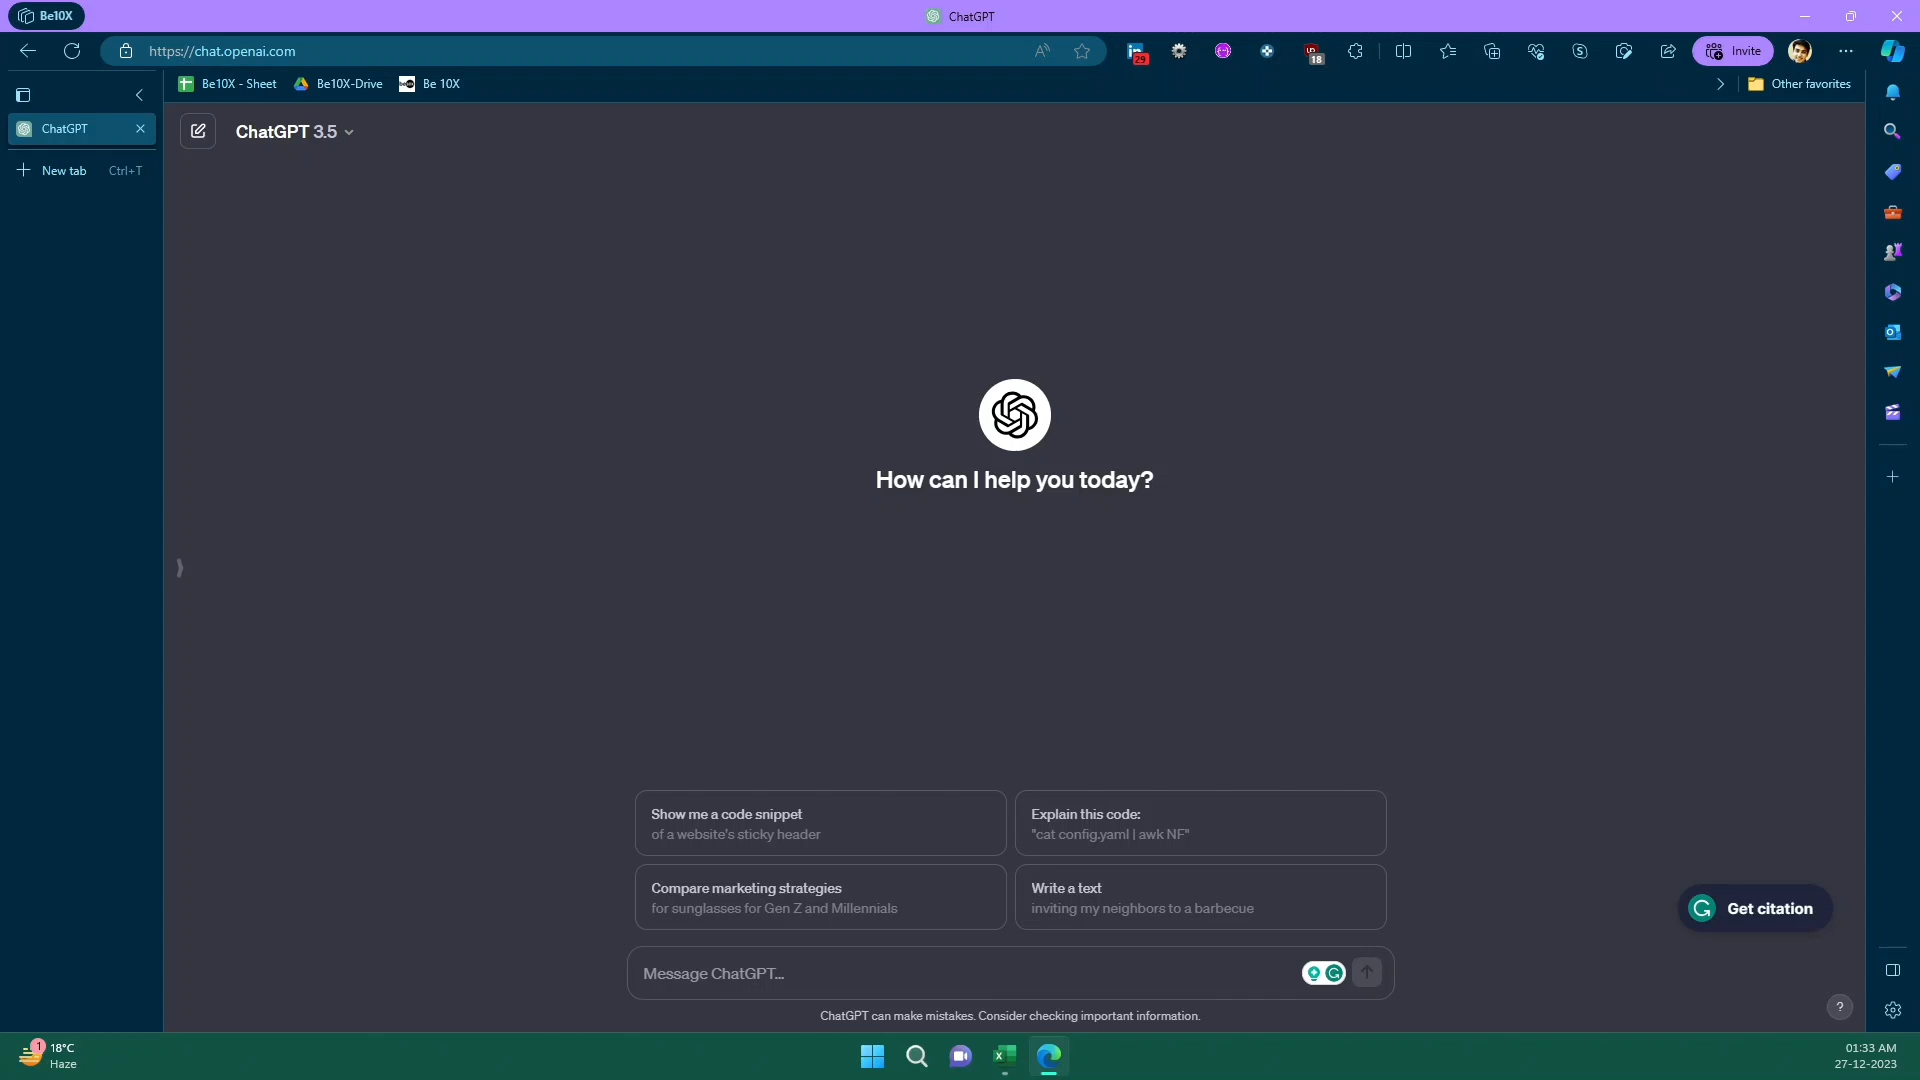 Be10X
ChatGPT
https://chat.openai.com
29
18
Invite
Be10X - Sheet
Be10X-Drive
Be 10X
Other favorites
ChatGPT
New tab
Ctrl+T
ChatGPT 3.5
How can I help you today?
Show me a code snippet
of a website's sticky header
Explain this code:
"cat config.yaml | awk NF"
Compare marketing strategies
for sunglasses for Gen Z and Millennials
Write a text
inviting my neighbors to a barbecue
Get citation
Message ChatGPT...
ChatGPT can make mistakes. Consider checking important information.
?
1
18°C
Haze
01:33 AM
27-12-2023